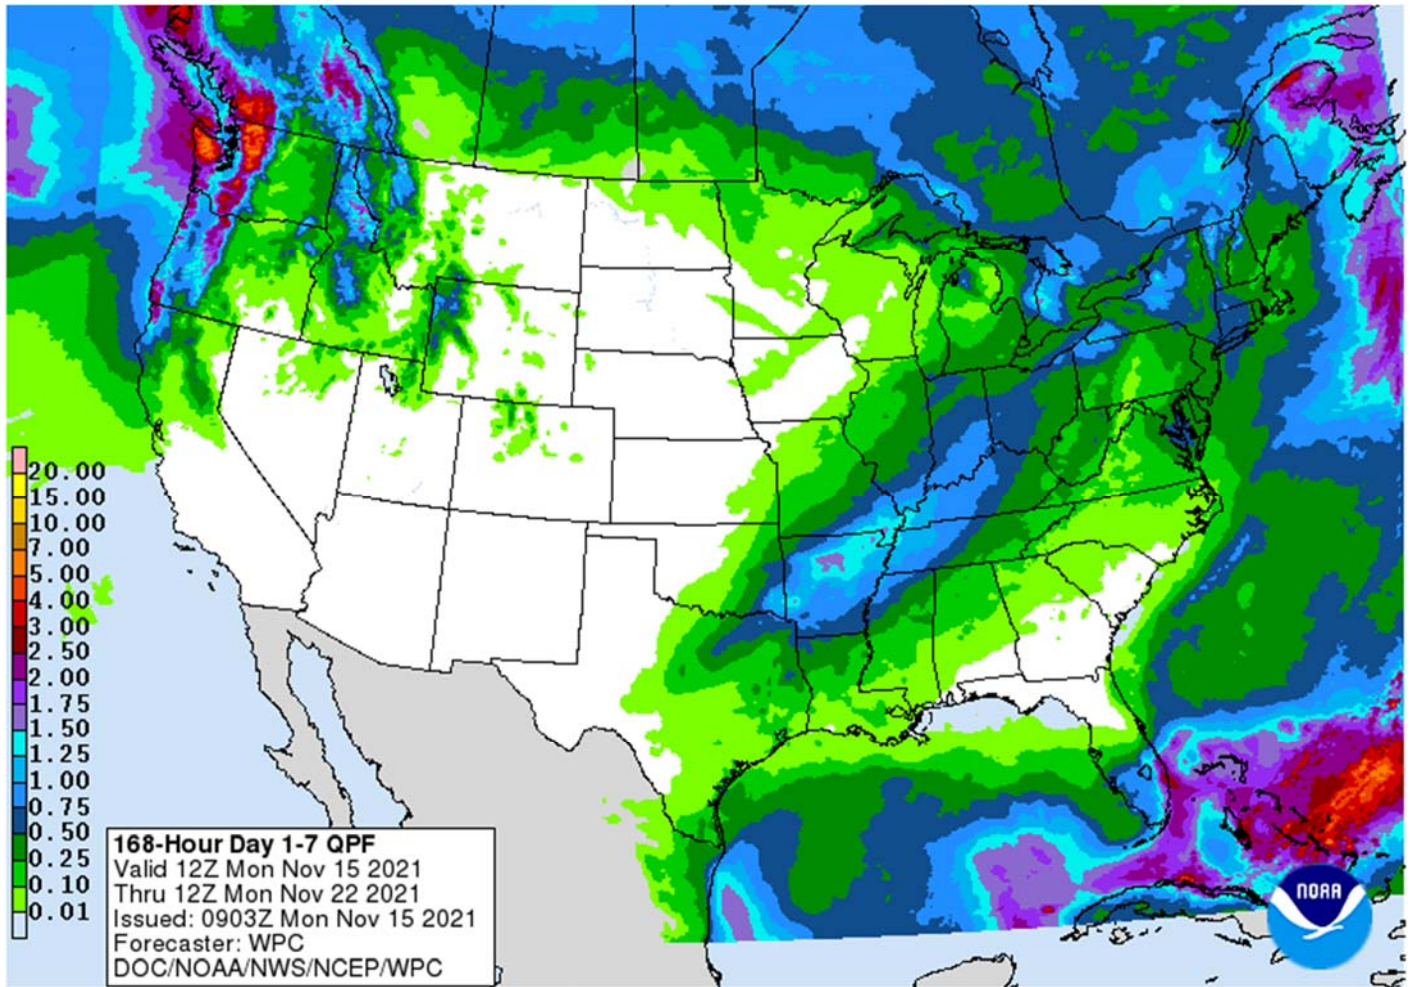 20.00
15.00
10.00
7.00
5.00
4.00
3.00
2.50
2.00
1.75
1.50
1.25
1.00
0.75
0.50
0.25
0.10
0.01
168-Hour Day 1-7 QPF
Valid 12Z Mon Nov 15 2021
Thru 12Z Mon Nov 22 2021
Issued: 0903Z Mon Nov 15 2021
Forecaster: WPC
DOC/NOAA/NWS/NCEP/WPC
NOAA